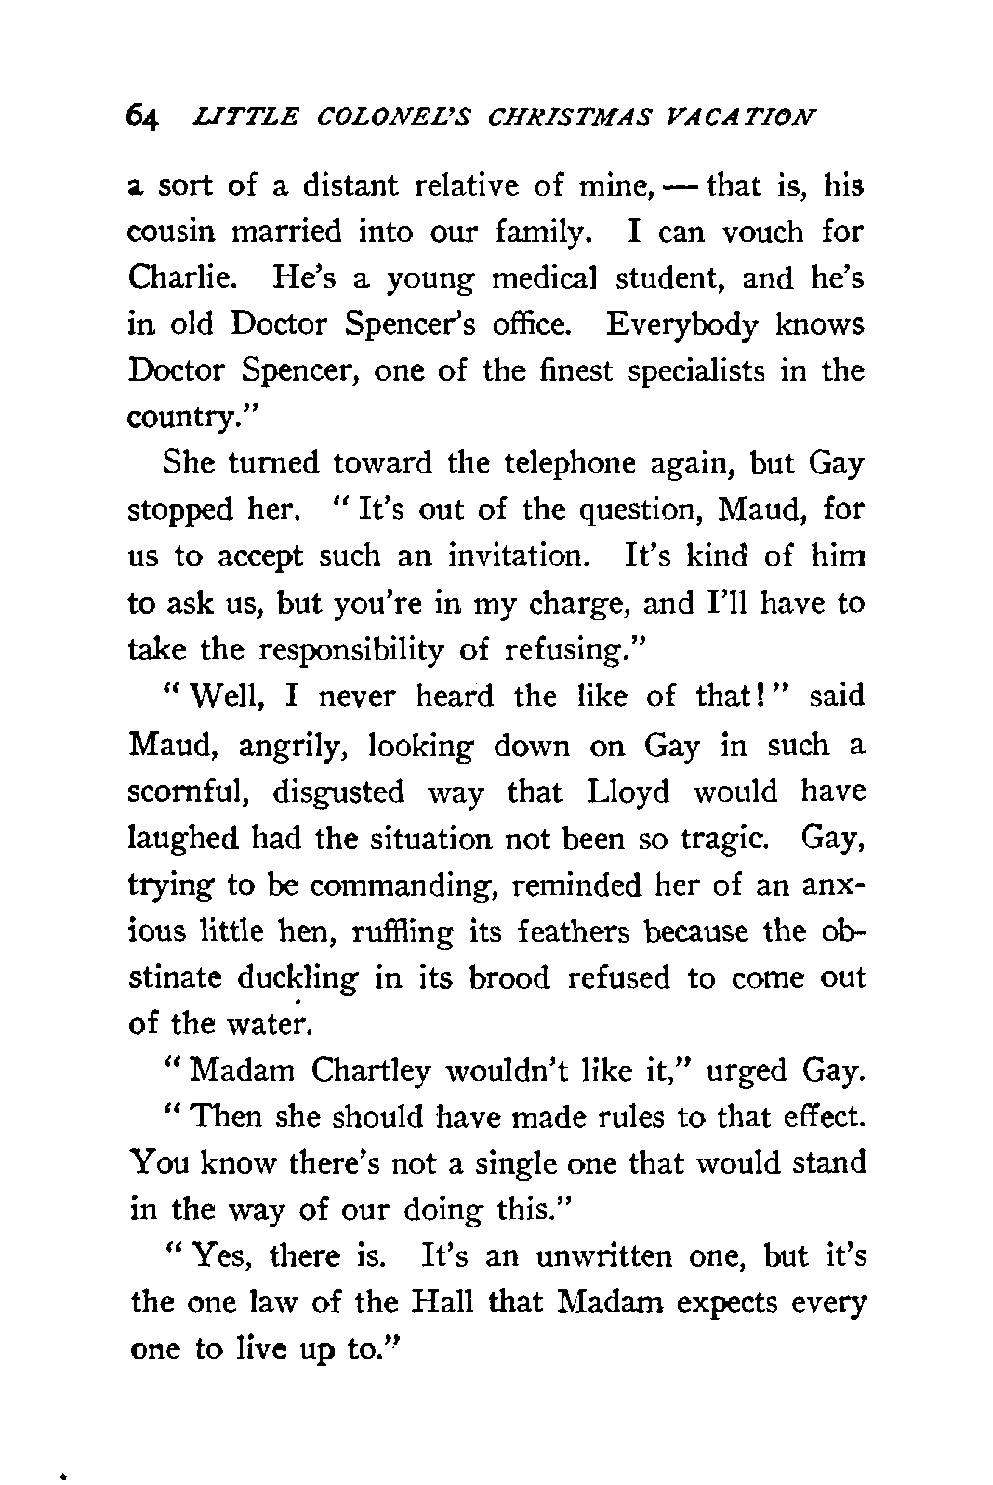 64 LITTLE COLONEL'S CHRISTMAS VACATION
a sort of a distant relative of mine, — that is, his
cousin married into our family. I can vouch for
Charlie. He's a young medical student, and he's
in old Doctor Spencer's office. Everybody knows
Doctor Spencer, one of the finest specialists in the
country."
She turned toward the telephone again, but Gay
stopped her. " It's out of the question, Maud, for
us to accept such an invitation. It's kind of him
to ask us, but you're in my charge, and I'll have to
take the responsibility of refusing."
" Well, I never heard the like of that! " said
Maud, angrily, looking down on Gay in such a
scornful, disgusted way that Lloyd would have
laughed had the situation not been so tragic. Gay,
trying to be commanding, reminded her of an anx-
ious little hen, ruffling its feathers because the ob-
stinate duckling in its brood refused to come out
of the water.
" Madam Chartley wouldn't like it," urged Gay.
" Then she should have made rules to that effect.
You know there's not a single one that would stand
in the way of our doing this."
" Yes, there is. It's an unwritten one, but it's
the one law of the Hall that Madam expects every
one to live up to."